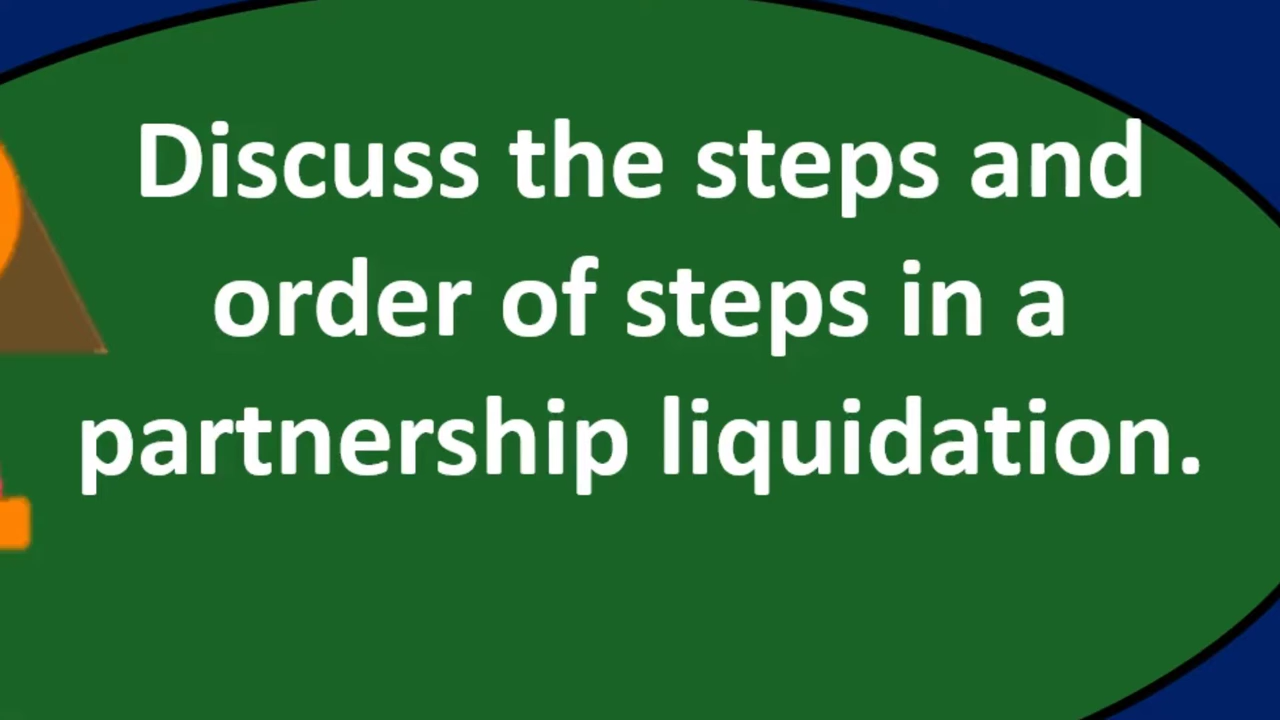 Discuss the steps and
order of steps in a
partnership liquidation.